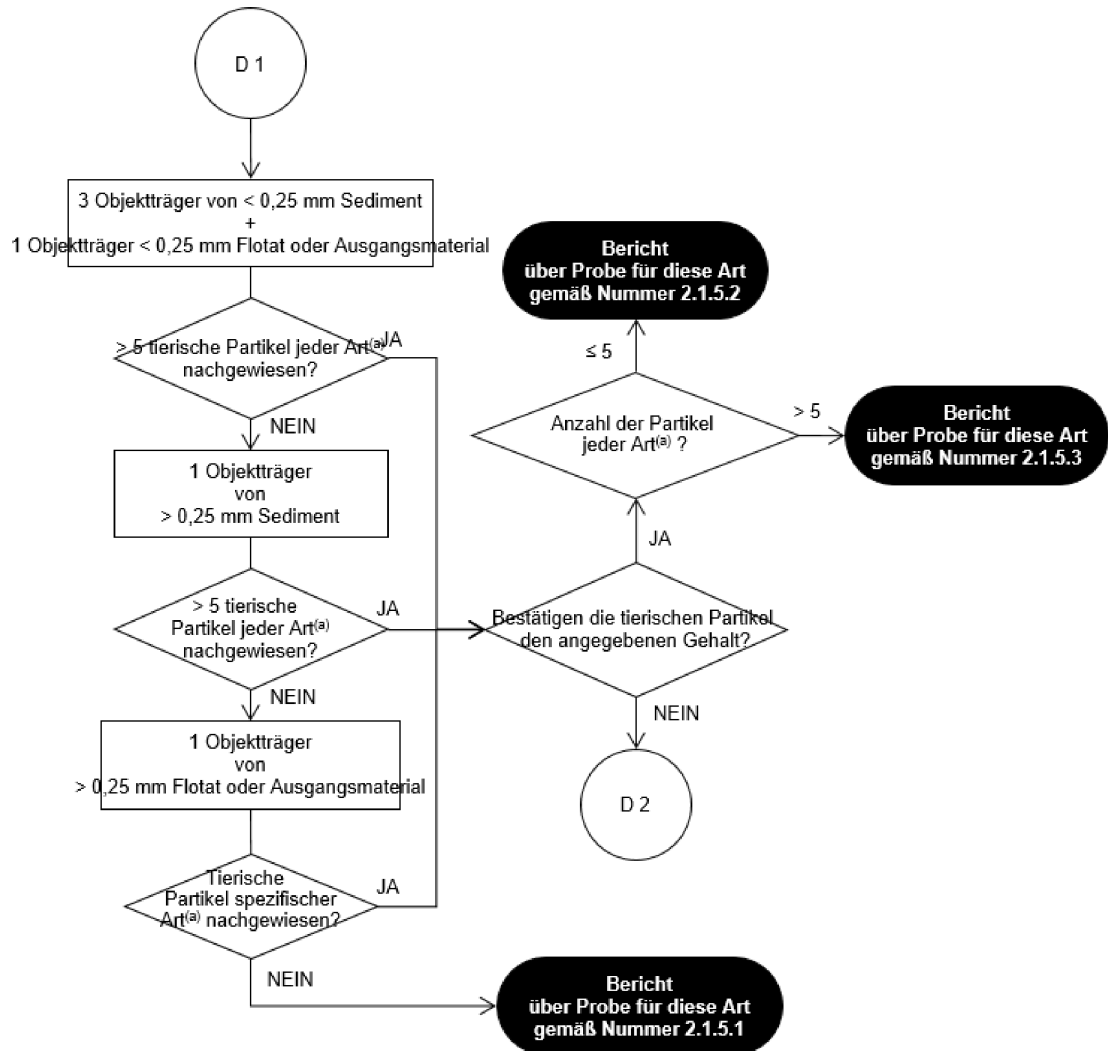 D 1
3 Objektträger von < 0,25 mm Sediment
+
1 Objektträger < 0,25 mm Flotat oder Ausgangsmaterial
> 5 tierische Partikel jeder Art(a)
nachgewiesen?
JA
NEIN
1 Objektträger
von
> 0,25 mm Sediment
> 5 tierische
Partikel jeder Art(a)
nachgewiesen?
JA
NEIN
1 Objektträger
von
> 0,25 mm Flotat oder Ausgangsmaterial
Tierische
Partikel spezifischer
Art(a) nachgewiesen?
JA
NEIN
Bericht
über Probe für diese Art
gemäß Nummer 2.1.5.1
Bestätigen die tierischen Partikel
den angegebenen Gehalt?
JA
NEIN
D 2
Anzahl der Partikel
jeder Art(a) ?
≤ 5
> 5
Bericht
über Probe für diese Art
gemäß Nummer 2.1.5.2
Bericht
über Probe für diese Art
gemäß Nummer 2.1.5.3